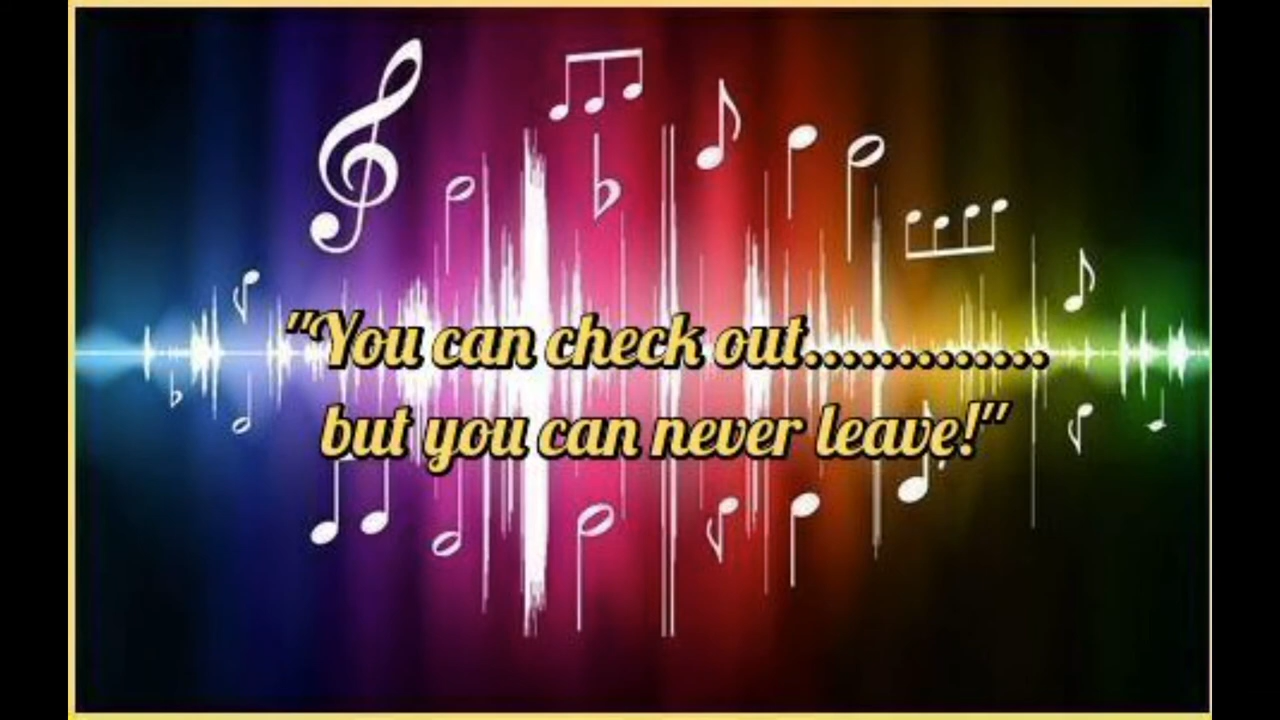 "You can check out.............
but you can never leave!"